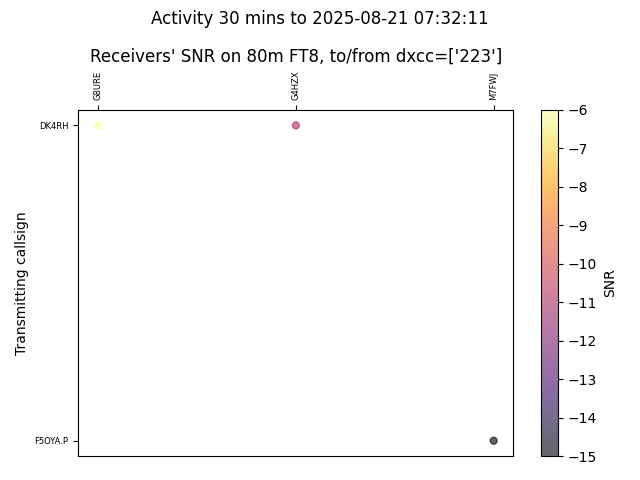 Activity 30 mins to 2025-08-21 07:32:11
Receivers' SNR on 80m FT8, to/from dxcc=['223']
G8URE
G4HZX
M7FWJ
DK4RH
F5OYA.P
Transmitting callsign
−6
−7
−8
−9
−10
−11
−12
−13
−14
−15
SNR